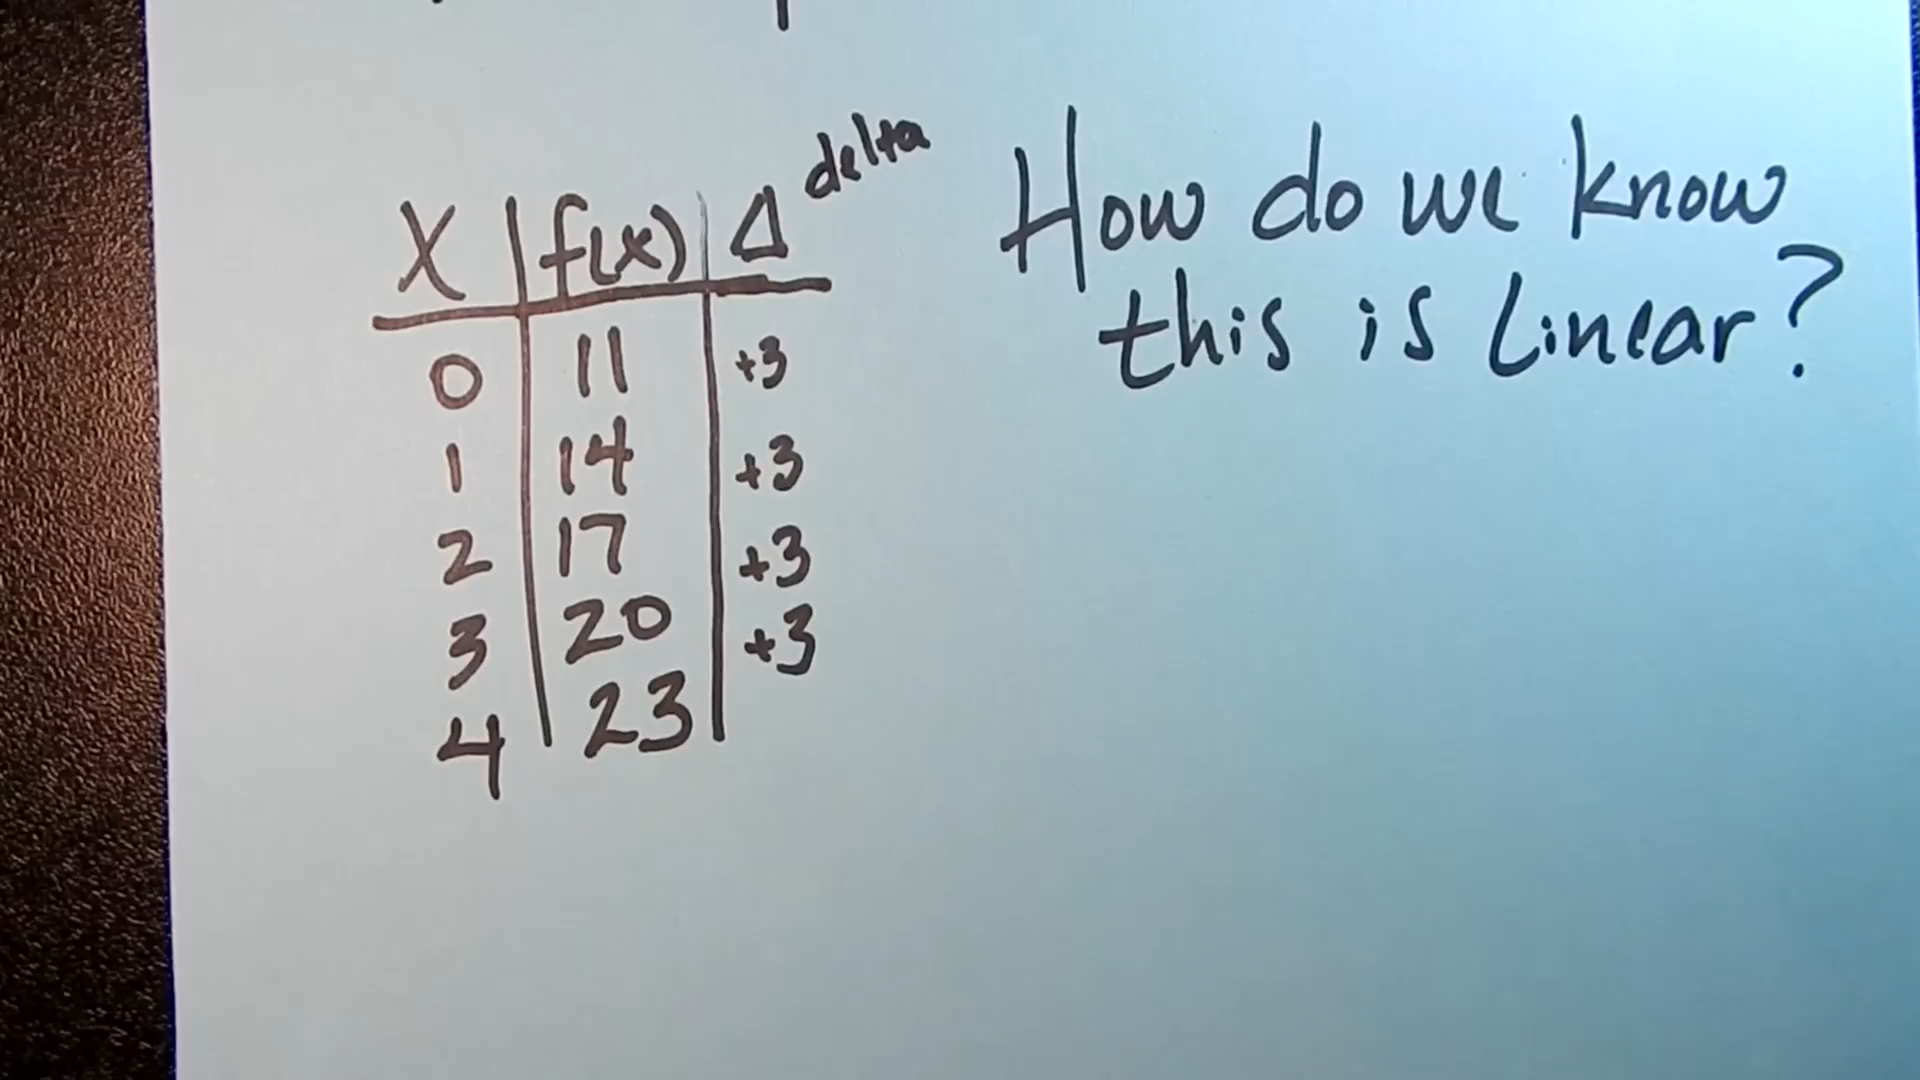 delta
X f(x) Δ
0 11 +3
1 14 +3
2 17 +3
3 20 +3
4 23
How do we know
this is linear?